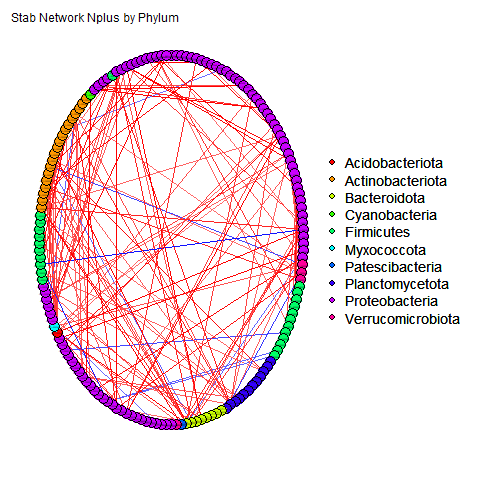 Stab Network Nplus by Phylum
Acidobacteriota
Actinobacteriota
Bacteroidota
Cyanobacteria
Firmicutes
Myxococcota
Patescibacteria
Planctomycetota
Proteobacteria
Verrucomicrobiota